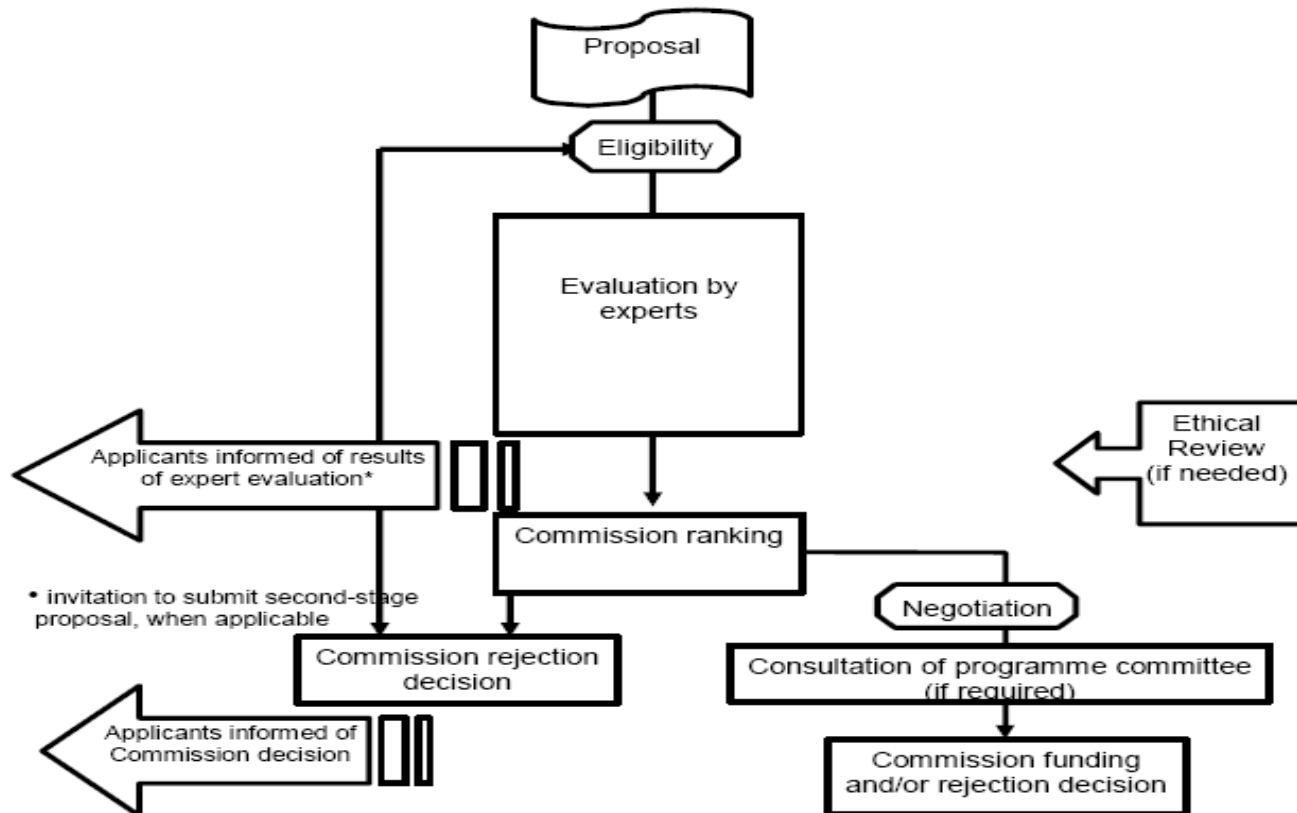 Proposal
Eligibility
Evaluation by
experts
Ethical
Review
(if needed)
Applicants informed of results
of expert evaluation*
Commission ranking
* invitation to submit second-stage
proposal, when applicable
Negotiation
Commission rejection
decision
Consultation of programme committee
(if required)
Applicants informed of
Commission decision
Commission funding
and/or rejection decision